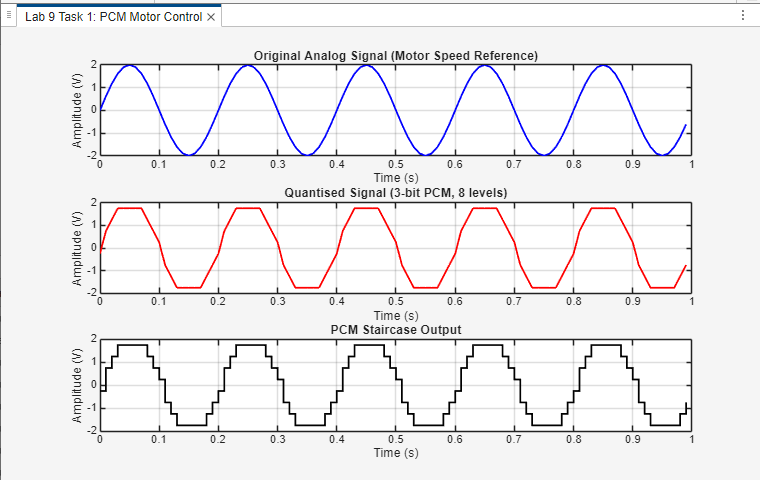 Lab 9 Task 1: PCM Motor Control
Original Analog Signal (Motor Speed Reference)
Amplitude (V)
2
1
0
-1
-2
0 0.1 0.2 0.3 0.4 0.5 0.6 0.7 0.8 0.9 1
Time (s)
Quantised Signal (3-bit PCM, 8 levels)
Amplitude (V)
2
1
0
-1
-2
0 0.1 0.2 0.3 0.4 0.5 0.6 0.7 0.8 0.9 1
Time (s)
PCM Staircase Output
Amplitude (V)
2
1
0
-1
-2
0 0.1 0.2 0.3 0.4 0.5 0.6 0.7 0.8 0.9 1
Time (s)